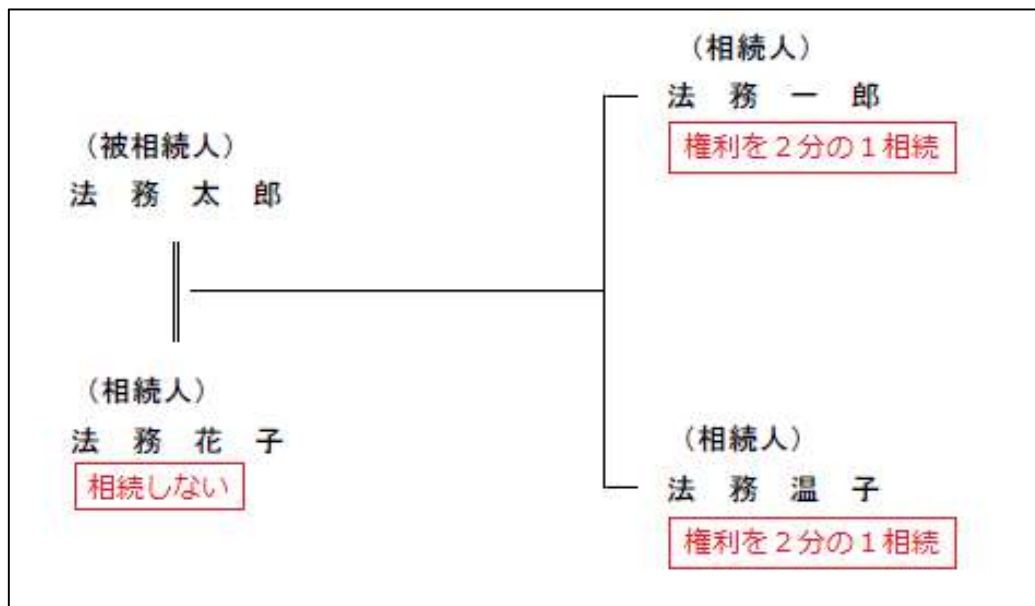 (被相続人)
法 務 太 郎
(相続人)
法 務 花 子
相続しない
(相続人)
法 務 一 郎
権利を2分の1相続
(相続人)
法 務 温 子
権利を2分の1相続